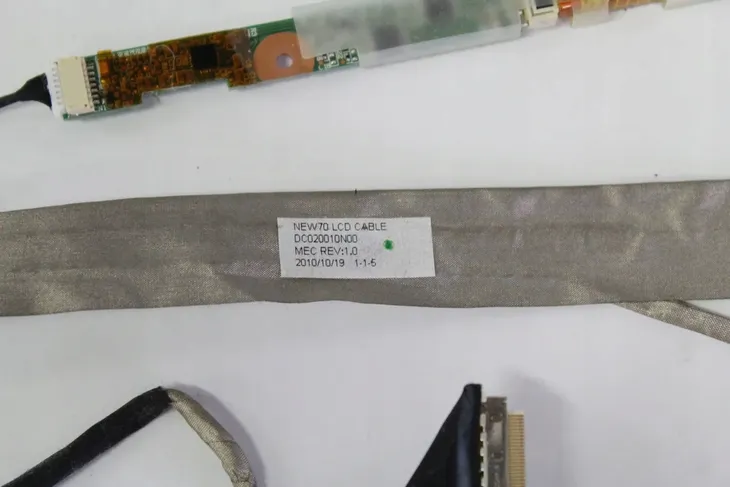 NEW70 LCD CABLE
DC020010N00
MEC REV:1.0
2010/10/19 1-1-5